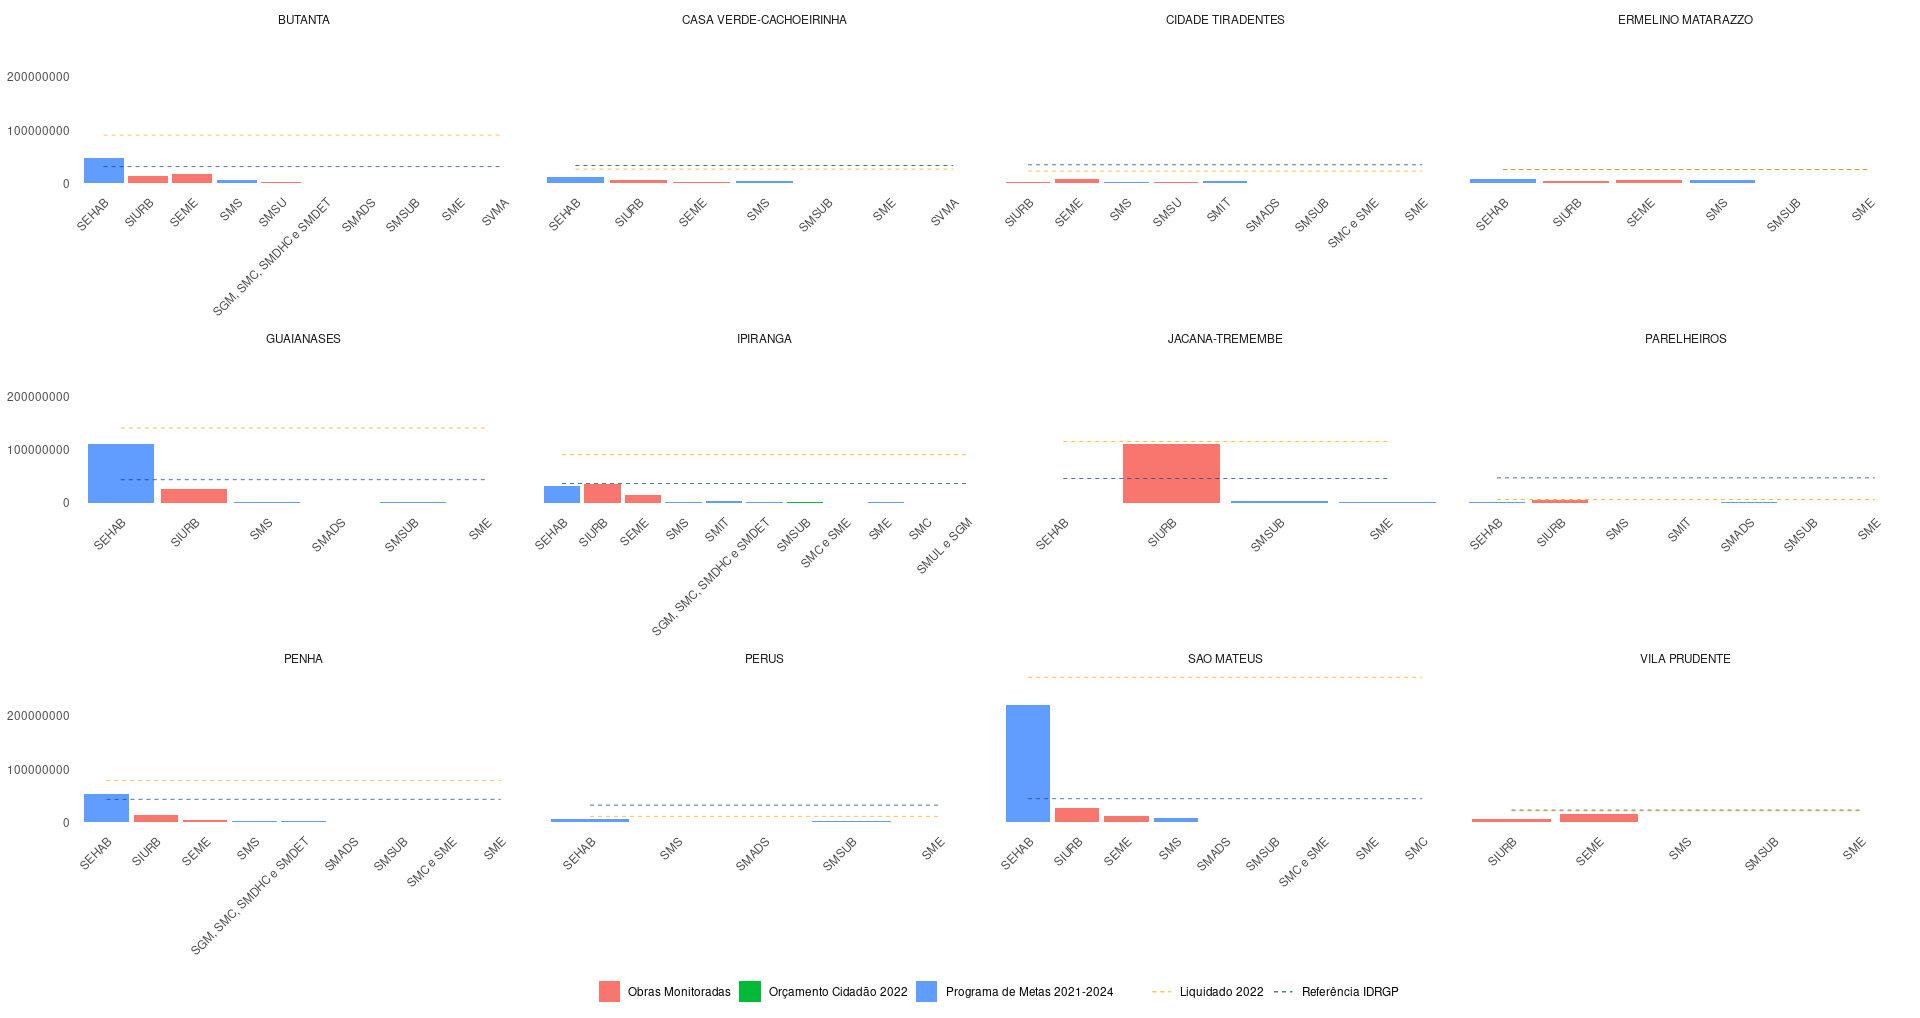 BUTANTA
CASA VERDE-CACHOEIRINHA
CIDADE TIRADENTES
ERMELINO MATARAZZO
200000000
100000000
0
SEHAB
SIURB
SEME
SMS
SMSU
SGM, SMC, SMDHC e SMDET
SMADS
SMSUB
SME
SVMA
SEHAB
SIURB
SEME
SMS
SMSUB
SME
SVMA
SIURB
SEME
SMS
SMSU
SMIT
SMADS
SMSUB
SMC e SME
SME
SEHAB
SIURB
SEME
SMS
SMSUB
SME
GUAIANASES
IPIRANGA
JACANA-TREMEMBE
PARELHEIROS
200000000
100000000
0
SEHAB
SIURB
SMS
SMADS
SMSUB
SME
SEHAB
SIURB
SEME
SMS
SMIT
SGM, SMC, SMDHC e SMDET
SMSUB
SMC e SME
SME
SMC
SMUL e SGM
SEHAB
SIURB
SMSUB
SME
SEHAB
SIURB
SMS
SMIT
SMADS
SMSUB
SME
PENHA
PERUS
SAO MATEUS
VILA PRUDENTE
200000000
100000000
0
SEHAB
SIURB
SEME
SMS
SGM, SMC, SMDHC e SMDET
SMADS
SMSUB
SMC e SME
SME
SEHAB
SMS
SMADS
SMSUB
SME
SEHAB
SIURB
SEME
SMS
SMADS
SMSUB
SMC e SME
SME
SMC
SIURB
SEME
SMS
SMSUB
SME
Obras Monitoradas
Orçamento Cidadão 2022
Programa de Metas 2021-2024
Liquidado 2022
Referência IDRGP